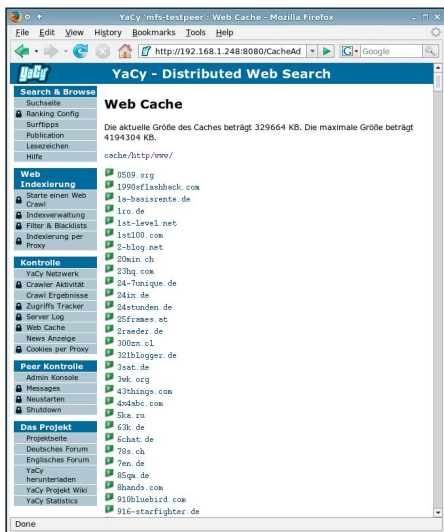 YaCy 'mfs-testpeer': Web Cache - Mozilla Firefox
File Edit View History Bookmarks Tools Help
http://192.168.1.248:8080/CacheAd
Google
YaCy
YaCy - Distributed Web Search
Search & Browse
Suchseite
Ranking Config
Surftipps
Publication
Lesezeichen
Hilfe
Web Indexierung
Starte einen Web Crawl
Indexverwaltung
Filter & Blacklists
Indexierung per Proxy
Kontrolle
YaCy Netzwerk
Crawler Aktivität
Crawl Ergebnisse
Zugriffs Tracker
Server Log
Web Cache
News Anzeige
Cookies per Proxy
Peer Kontrolle
Admin Konsole
Messages
Neustarten
Shutdown
Das Projekt
Projektseite
Deutsches Forum
Englisches Forum
YaCy herunterladen
YaCy Projekt Wiki
YaCy Statistics
Web Cache
Die aktuelle Größe des Caches beträgt 329664 KB. Die maximale Größe beträgt
4194304 KB.
cache/http/www/
0509.org
1990sflashback.com
1a-basisrente.de
1ro.de
1st-level.net
1st100.com
2-blog.net
20min.ch
23hq.com
24-7unique.de
24ix.de
24stunden.de
25frames.at
2raeder.de
300zx.cl
321blogger.de
3sat.de
3wk.org
43things.com
4x4abc.com
5ka.ru
63k.de
6chat.de
78s.ch
7en.de
85qm.de
8hands.com
910bluebird.com
916-starfighter.de
Done